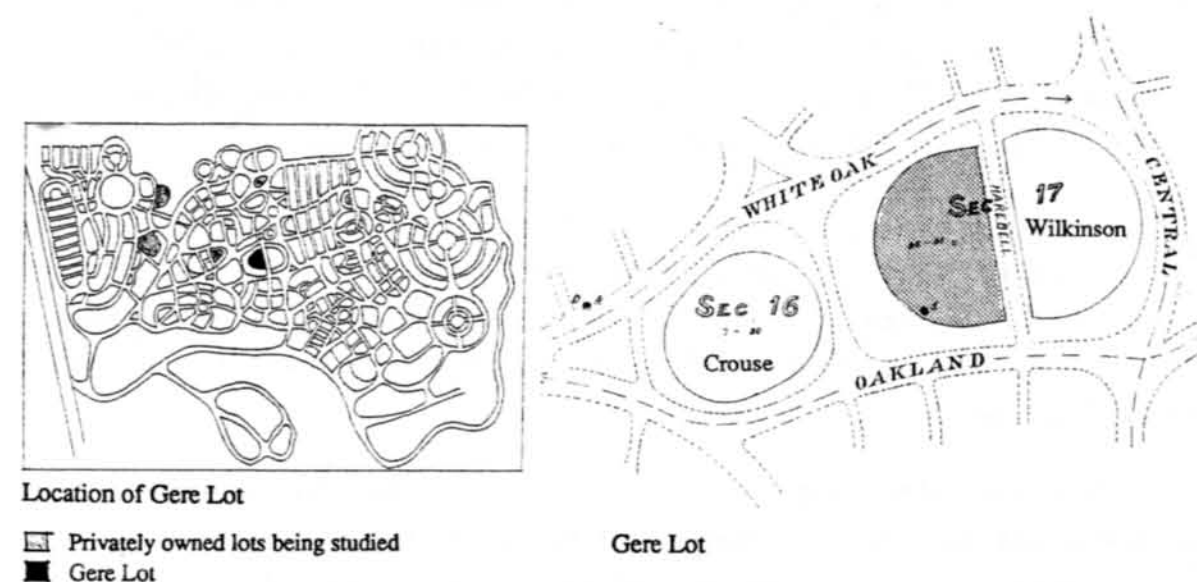 WHITE OAK
CENTRAL
SEC 17
HAREBELL
Wilkinson
SEC 16
Crouse
OAKLAND
Location of Gere Lot
Privately owned lots being studied
Gere Lot
Gere Lot